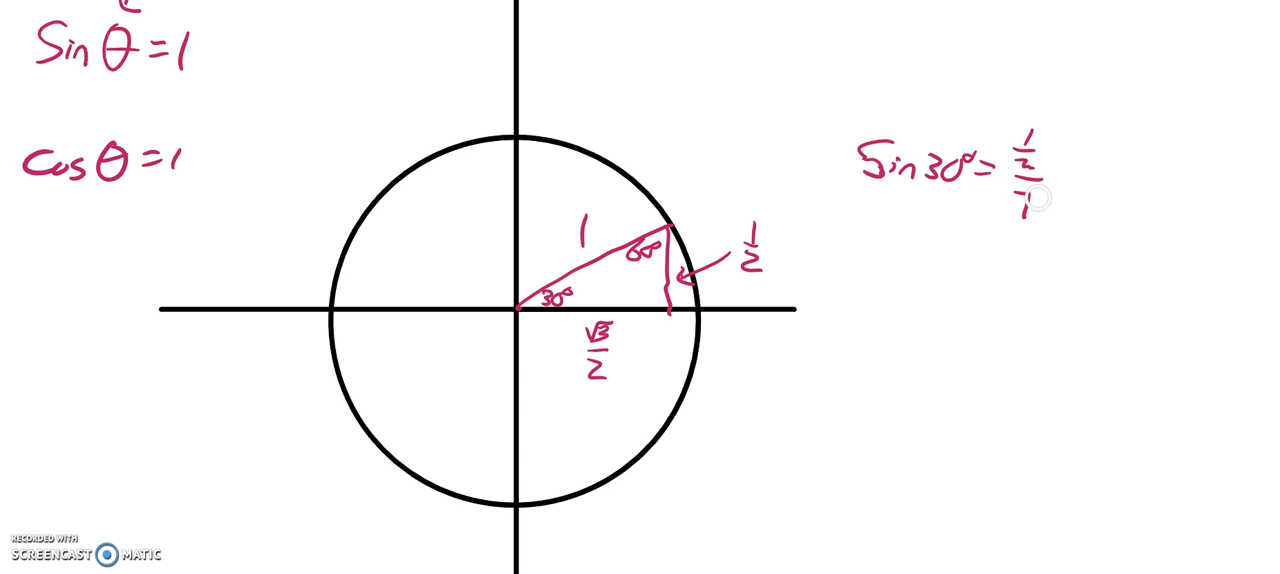 Sin θ = 1
cos θ = 1
Sin 30° = 1/2 / 1
1
60°
1/2
30°
√3/2
RECORDED WITH
SCREENCAST MATIC